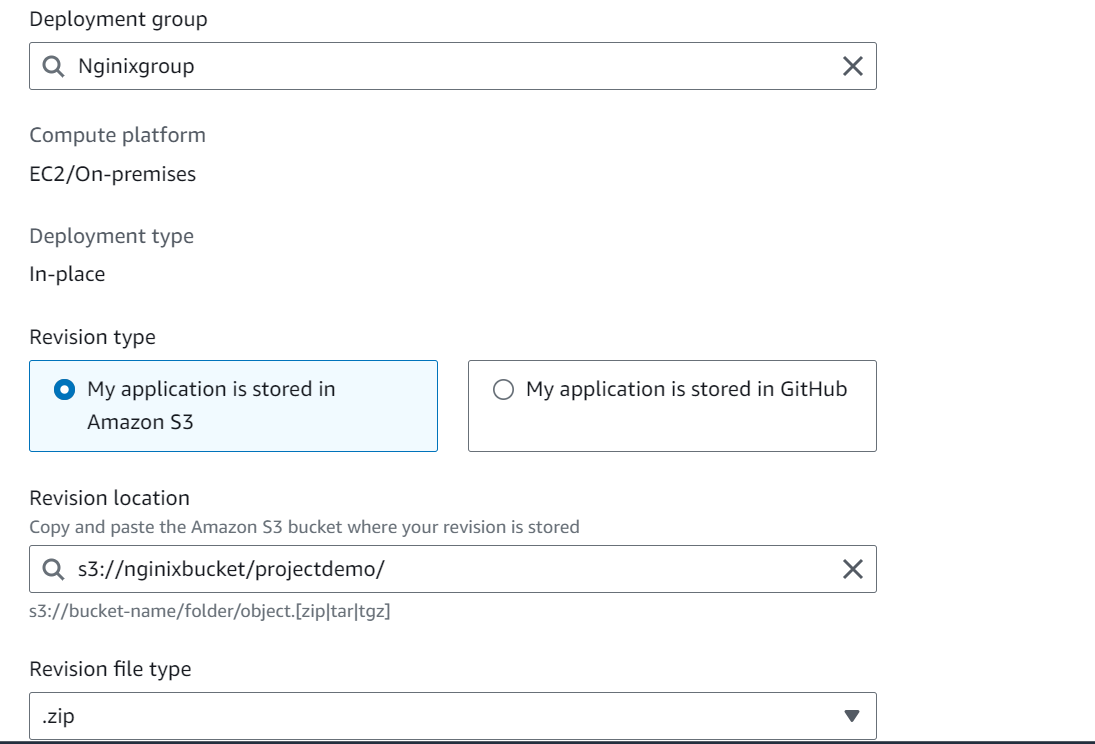 Deployment group
Nginixgroup
Compute platform
EC2/On-premises
Deployment type
In-place
Revision type
My application is stored in
Amazon S3
My application is stored in GitHub
Revision location
Copy and paste the Amazon S3 bucket where your revision is stored
s3://nginixbucket/projectdemo/
s3://bucket-name/folder/object.[zip|tar|tgz]
Revision file type
.zip